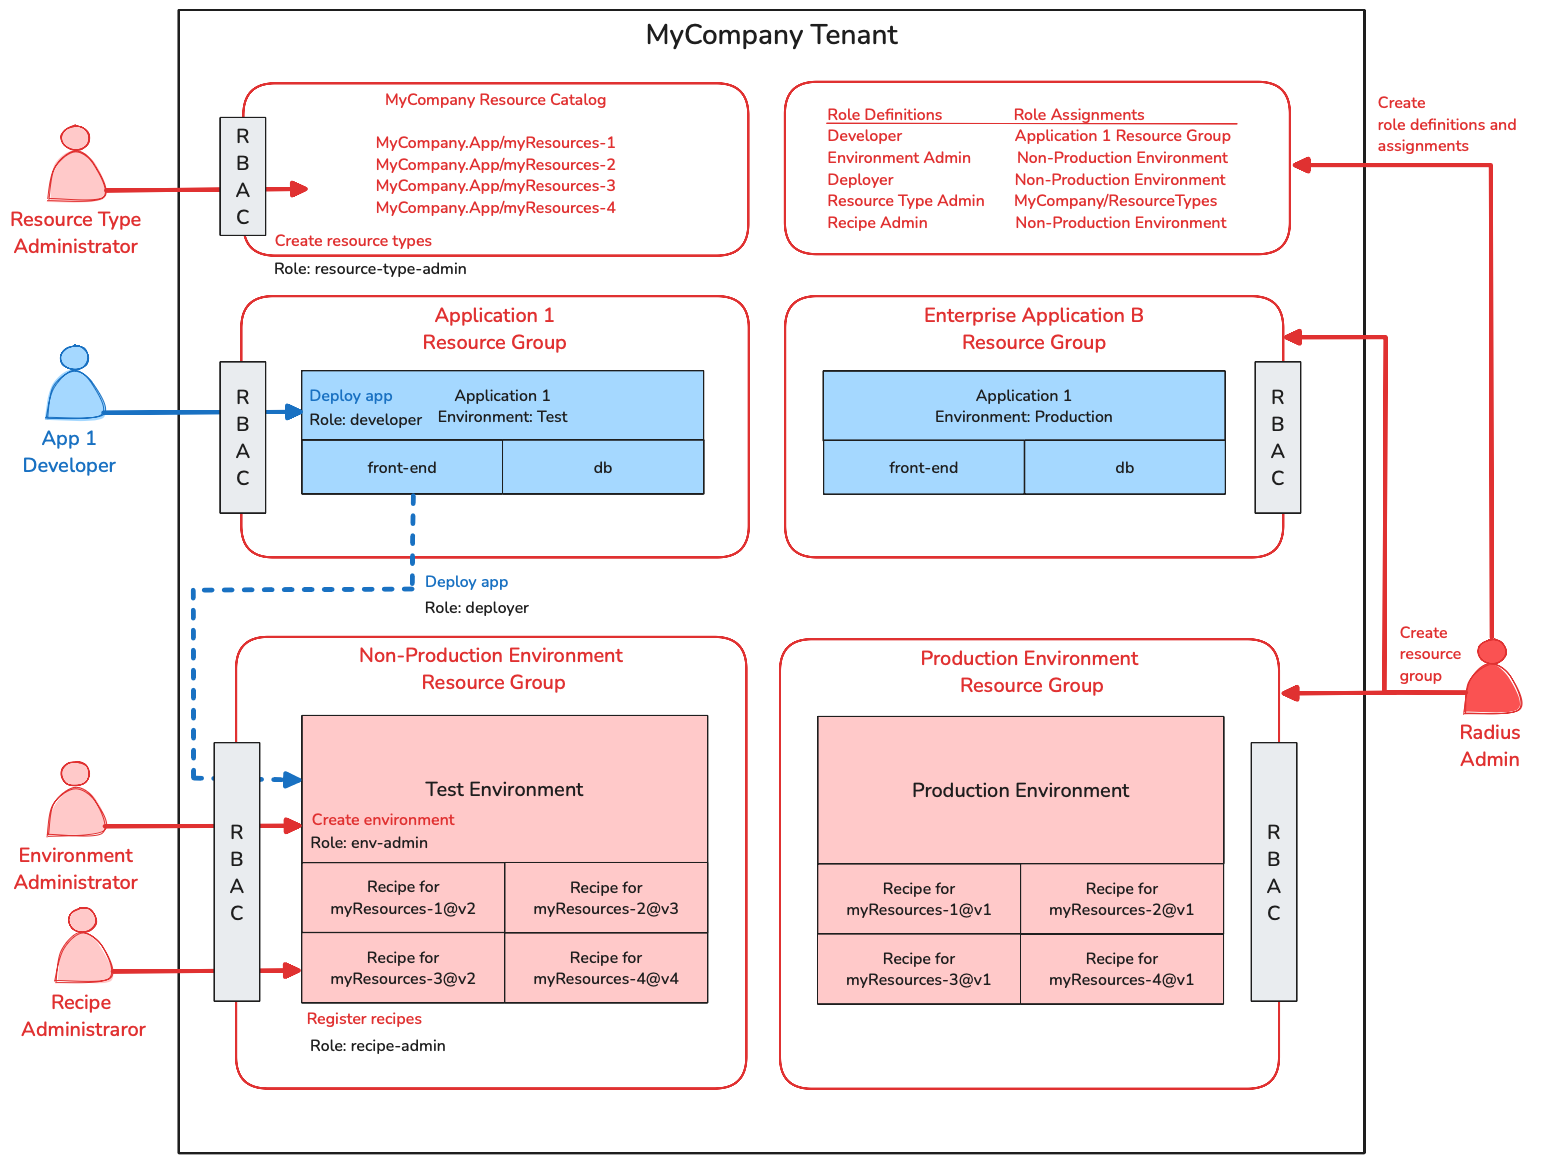 MyCompany Tenant
MyCompany Resource Catalog
MyCompany.App/myResources-1
MyCompany.App/myResources-2
MyCompany.App/myResources-3
MyCompany.App/myResources-4
R
B
A
C
Create resource types
Role: resource-type-admin
Resource Type
Administrator
Role Definitions Role Assignments
Developer Application 1 Resource Group
Environment Admin Non-Production Environment
Deployer Non-Production Environment
Resource Type Admin MyCompany/ResourceTypes
Recipe Admin Non-Production Environment
Create
role definitions and
assignments
Application 1
Resource Group
R
B
A
C
Deploy app
Role: developer
Application 1
Environment: Test
front-end
db
App 1
Developer
Enterprise Application B
Resource Group
Application 1
Environment: Production
front-end
db
R
B
A
C
Deploy app
Role: deployer
Non-Production Environment
Resource Group
Test Environment
Create environment
Role: env-admin
R
B
A
C
Recipe for
myResources-1@v2
Recipe for
myResources-2@v3
Recipe for
myResources-3@v2
Recipe for
myResources-4@v4
Register recipes
Role: recipe-admin
Environment
Administrator
Recipe
Administraror
Production Environment
Resource Group
Production Environment
Recipe for
myResources-1@v1
Recipe for
myResources-2@v1
Recipe for
myResources-3@v1
Recipe for
myResources-4@v1
R
B
A
C
Create
resource
group
Radius
Admin